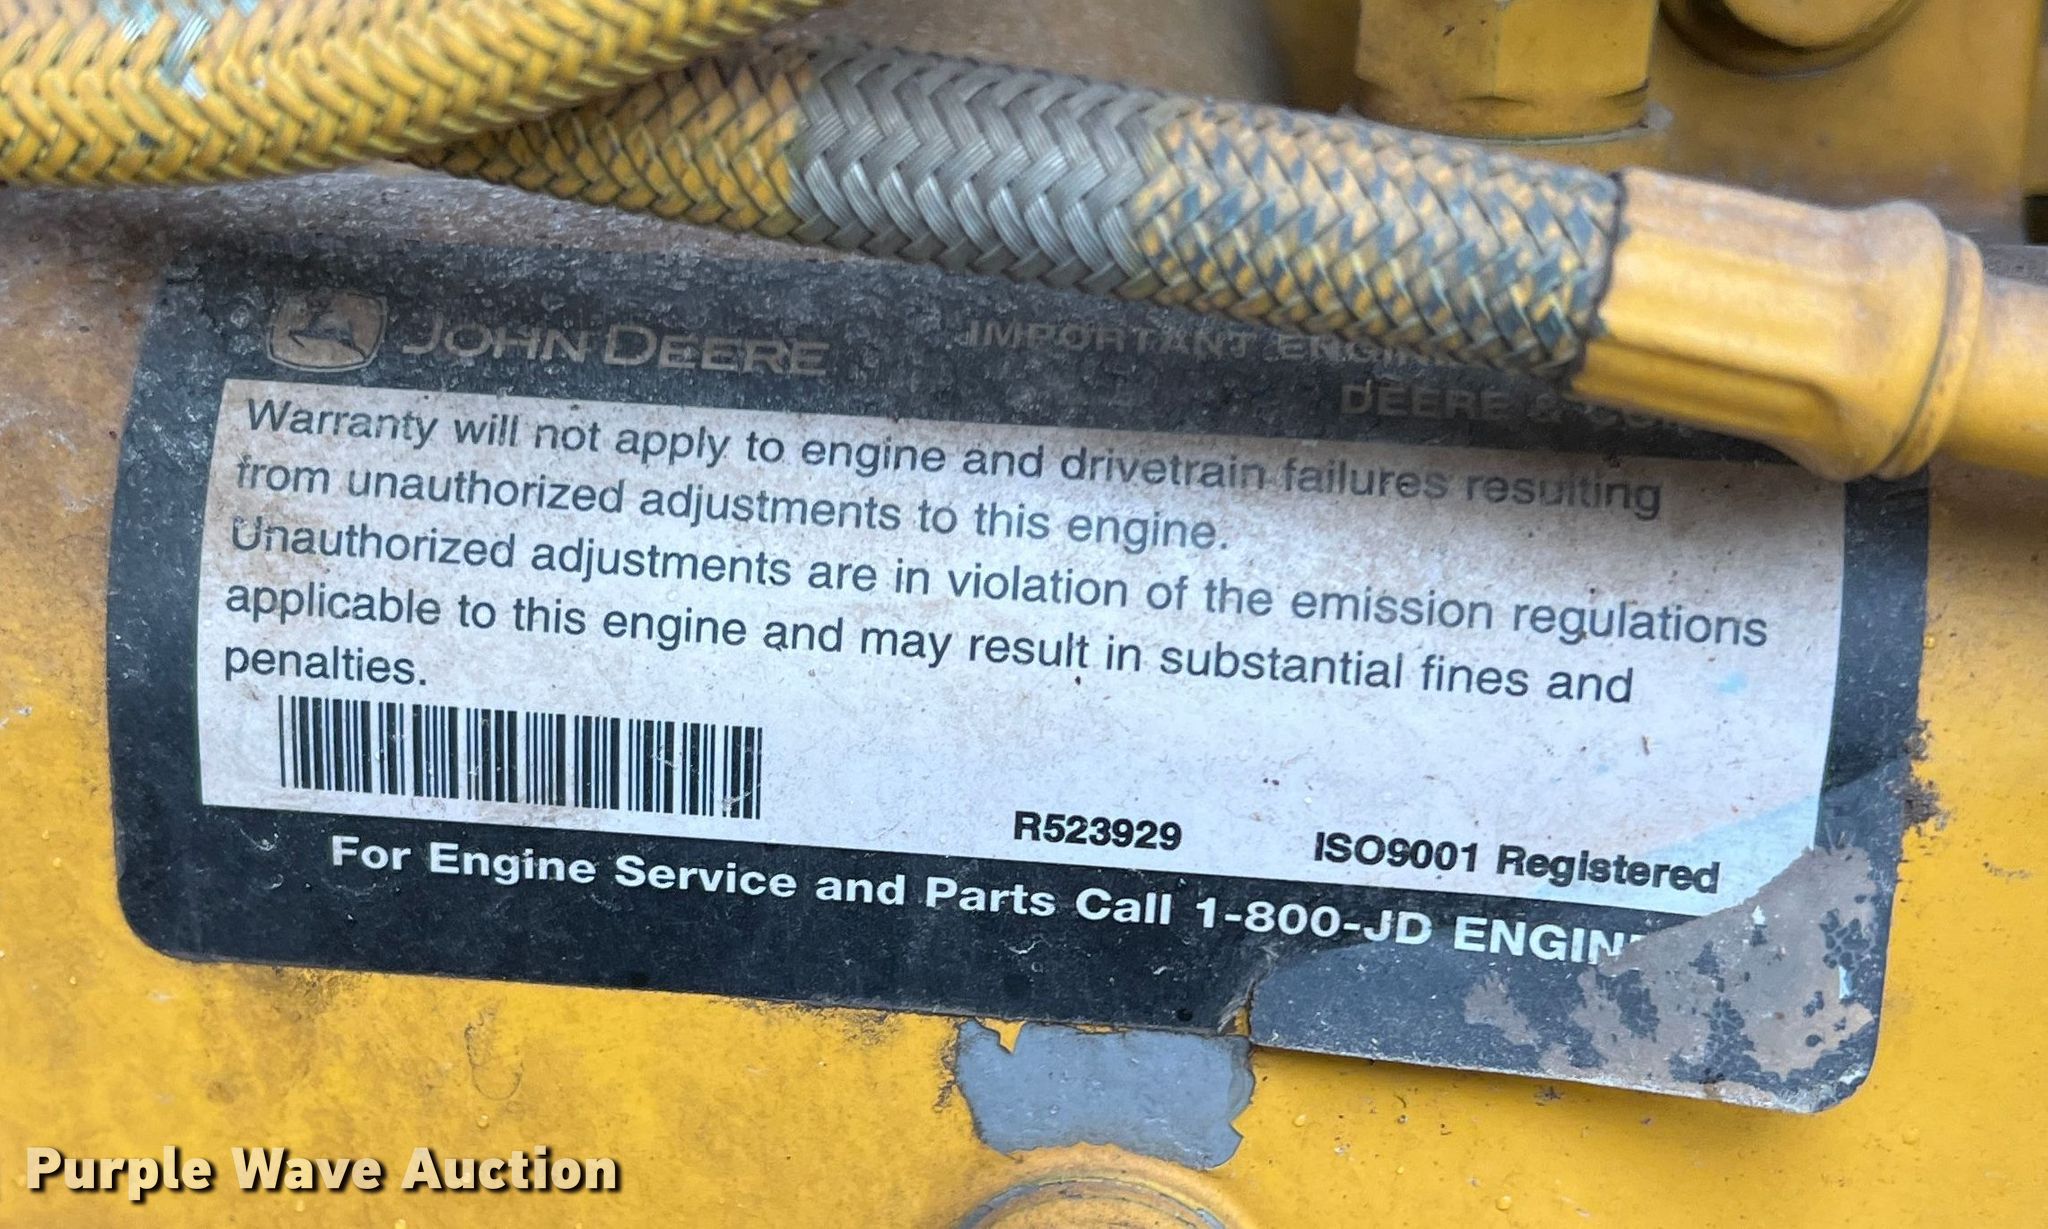 JOHN DEERE
IMPORTANT
DEERE &
Warranty will not apply to engine and drivetrain failures resulting
from unauthorized adjustments to this engine.
Unauthorized adjustments are in violation of the emission regulations
applicable to this engine and may result in substantial fines and
penalties.
R523929 ISO9001 Registered
For Engine Service and Parts Call 1-800-JD
Purple Wave Auction